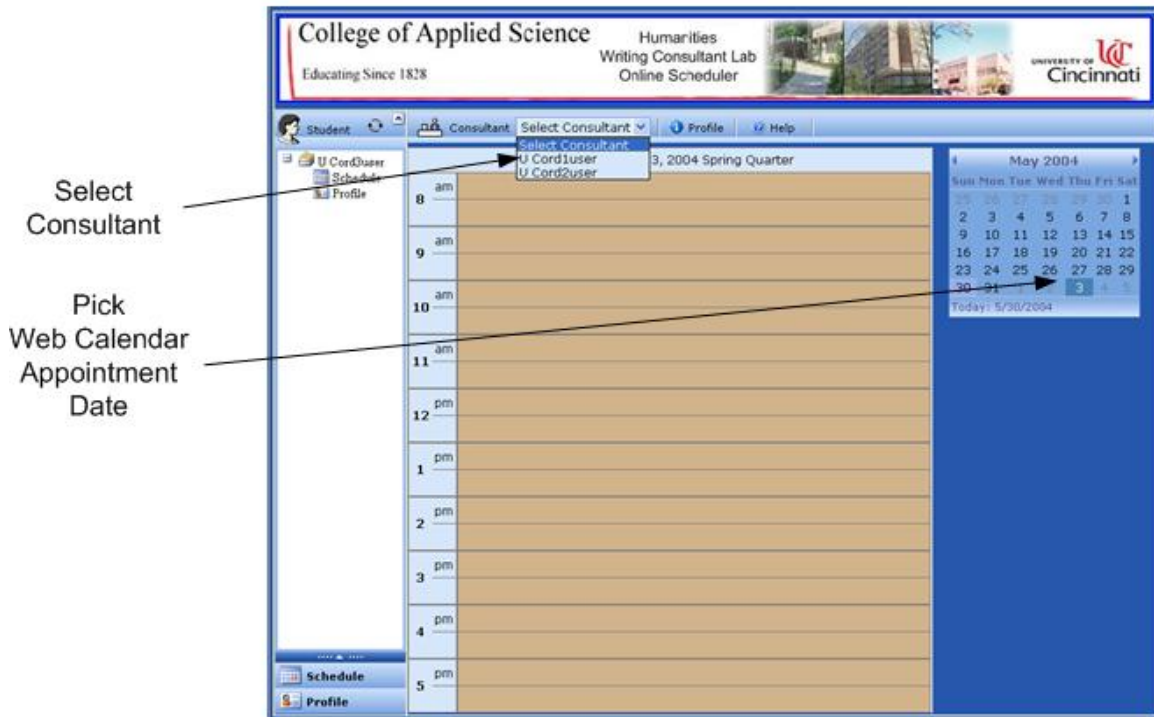 College of Applied Science
Educating Since 1828
Humanities
Writing Consultant Lab
Online Scheduler
UNIVERSITY OF
Cincinnati
Student
Consultant Select Consultant Profile Help
Select Consultant
U Cord1user
U Cord2user
3, 2004 Spring Quarter
U Cord3user
Schedule
Profile
Select
Consultant
Pick
Web Calendar
Appointment
Date
8 am
9 am
10 am
11 am
12 pm
1 pm
2 pm
3 pm
4 pm
5 pm
May 2004
Sun Mon Tue Wed Thu Fri Sat
25 26 27 28 29 30 1
2 3 4 5 6 7 8
9 10 11 12 13 14 15
16 17 18 19 20 21 22
23 24 25 26 27 28 29
30 31 1 2 3 4 5
Today: 5/30/2004
Schedule
Profile